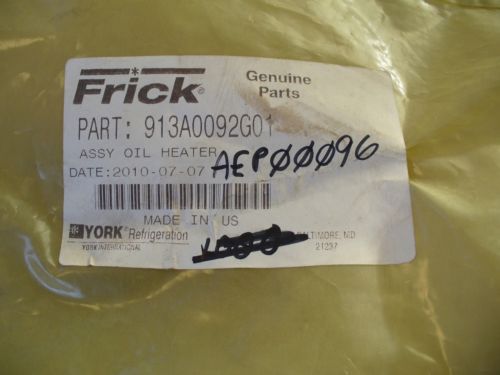 Frick®
Genuine
Parts
PART: 913A0092G01
ASSY OIL HEATER
DATE:2010-07-07
AEP00096
MADE IN US
YORK Refrigeration
YORK INTERNATIONAL
MD
21237